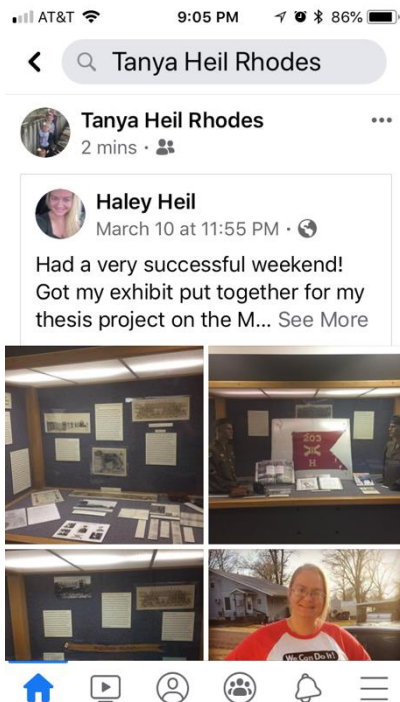 AT&T 9:05 PM 86%
Tanya Heil Rhodes
Tanya Heil Rhodes
2 mins ·
Haley Heil
March 10 at 11:55 PM ·
Had a very successful weekend!
Got my exhibit put together for my
thesis project on the M... See More
203
H
We Can Do It!